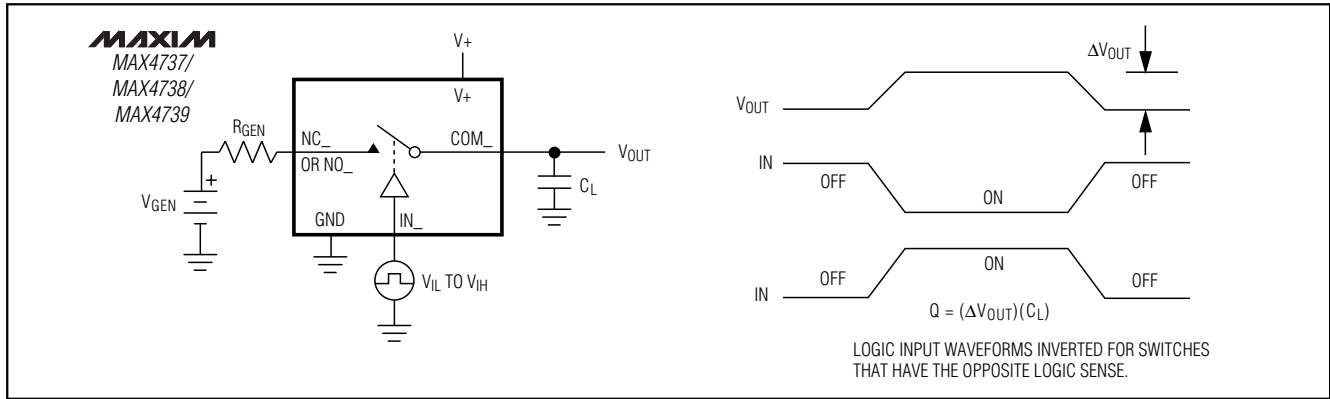 MAXIM
MAX4737/
MAX4738/
MAX4739
V+
V+
RGEN
NC_
OR NO_
COM_
VOUT
CL
+
VGEN
GND
IN_
VIL TO VIH
ΔVOUT
VOUT
IN
OFF
ON
OFF
IN
OFF
ON
OFF
Q = (ΔVOUT)(CL)
LOGIC INPUT WAVEFORMS INVERTED FOR SWITCHES
THAT HAVE THE OPPOSITE LOGIC SENSE.